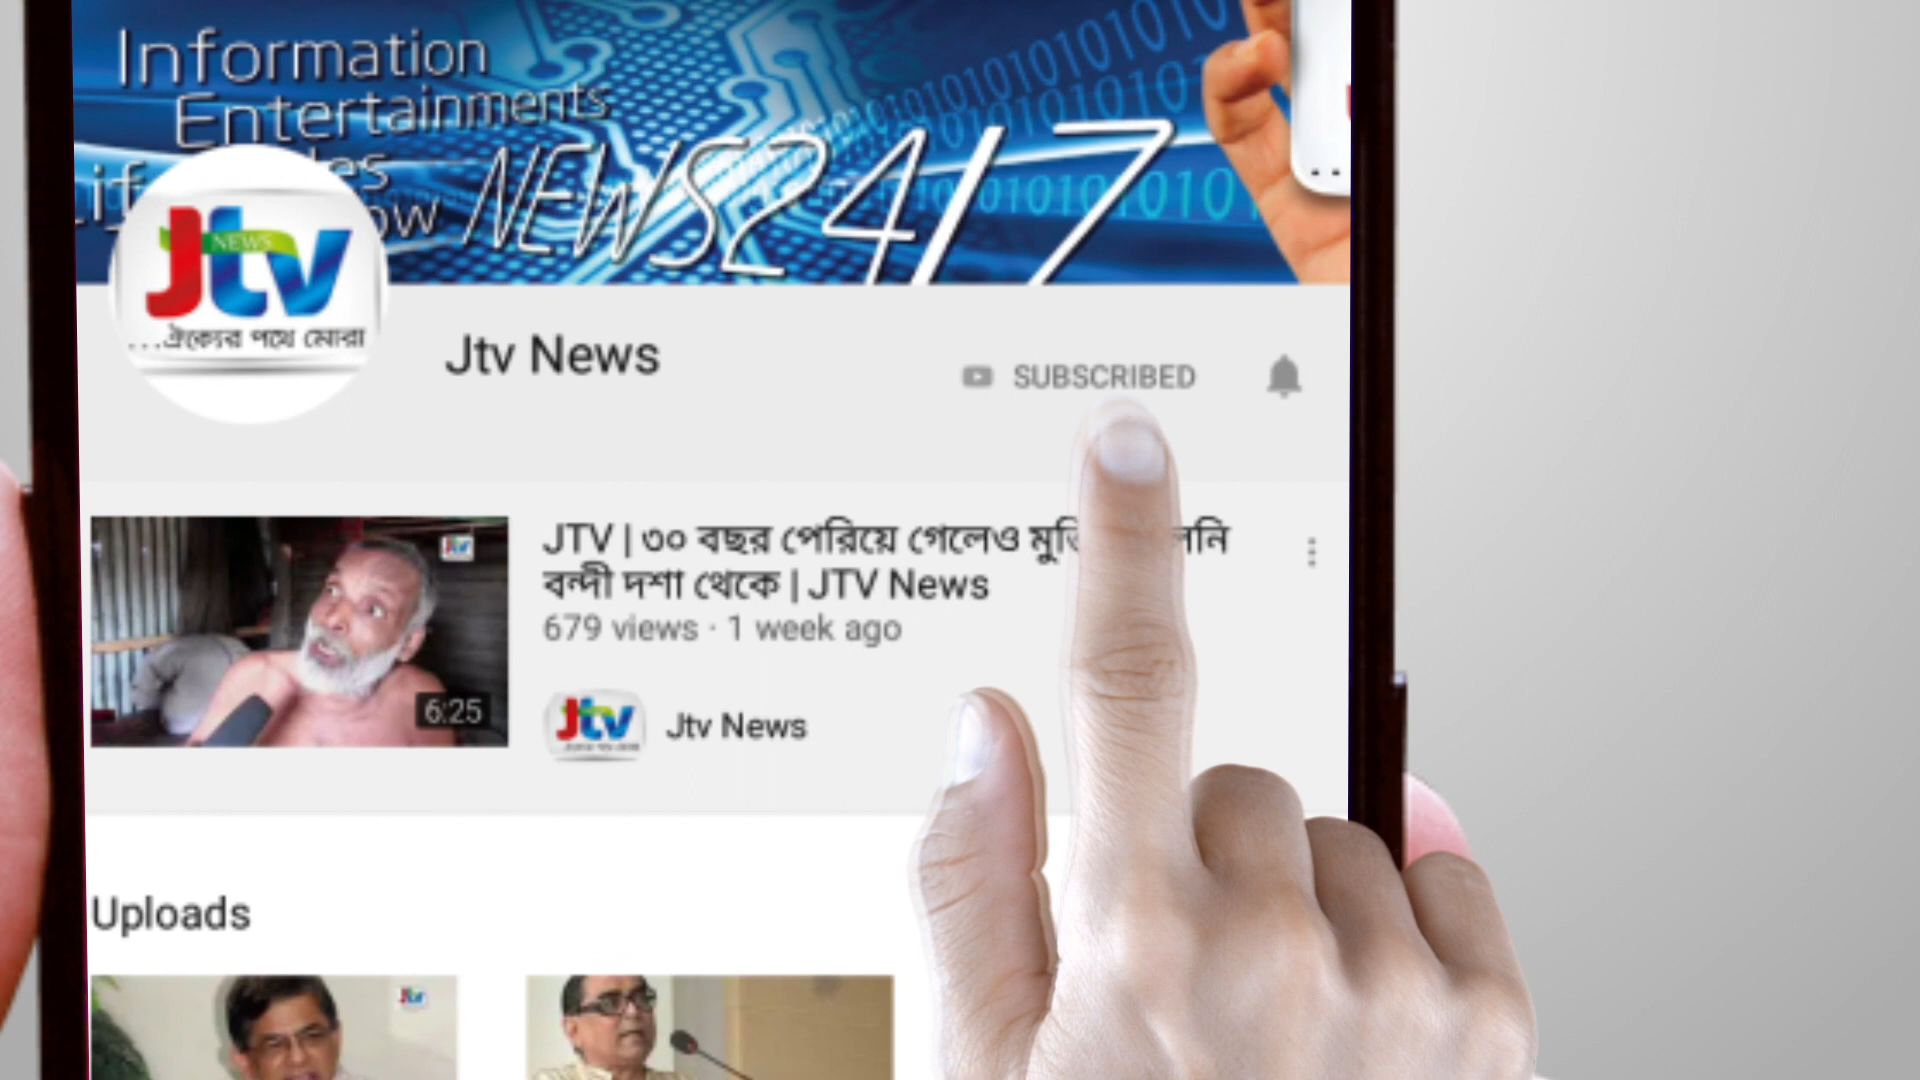 Information
Entertainments
NEWS24/7
JTV
NEWS
...ঐক্যের পথে মোরা
Jtv News
SUBSCRIBED
JTV | ৩০ বছর পেরিয়ে গেলেও
বন্দী দশা থেকে | JTV News
679 views · 1 week ago
6:25
Jtv
Jtv News
Uploads